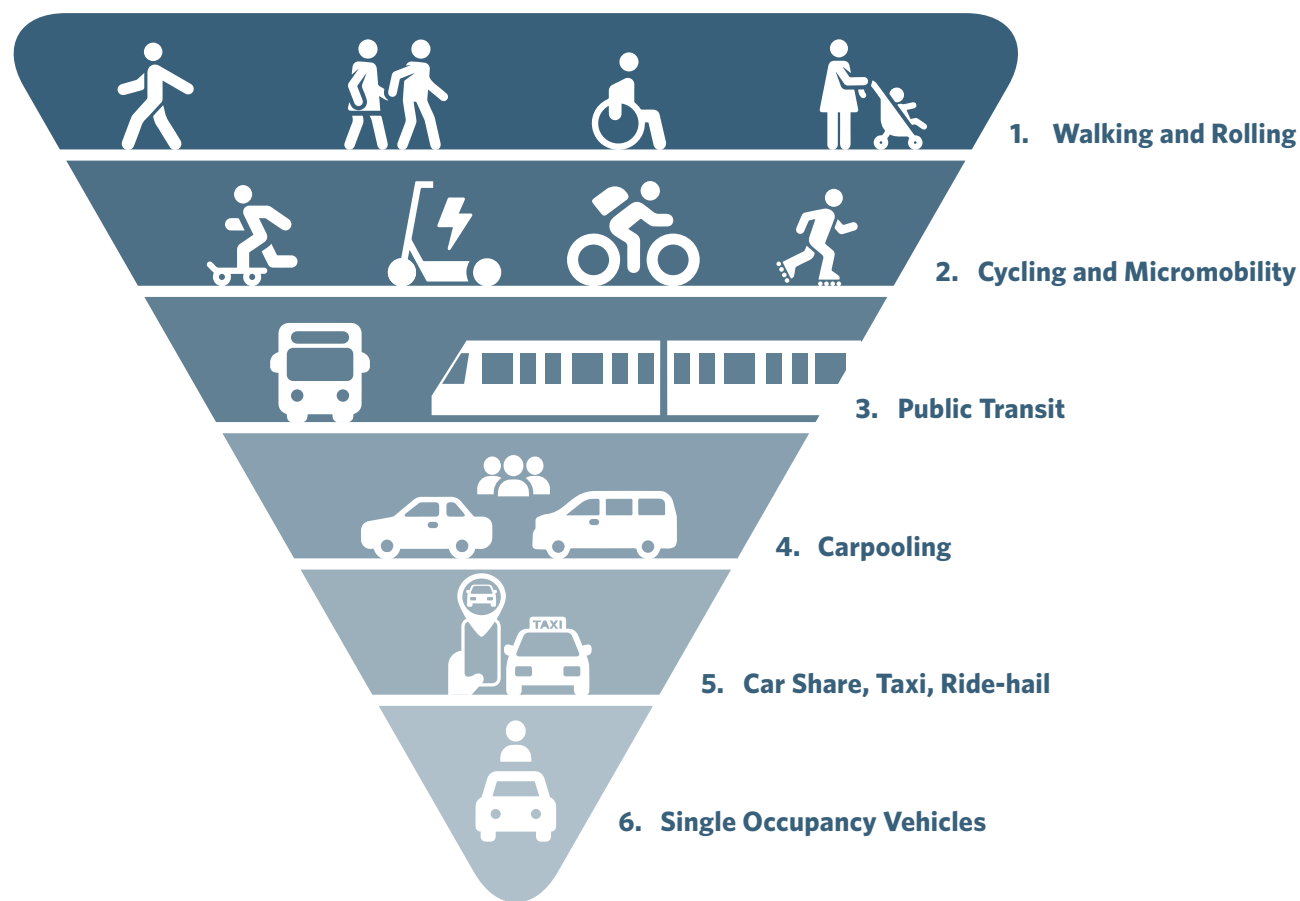 1. Walking and Rolling
2. Cycling and Micromobility
3. Public Transit
4. Carpooling
TAXI
5. Car Share, Taxi, Ride-hail
6. Single Occupancy Vehicles